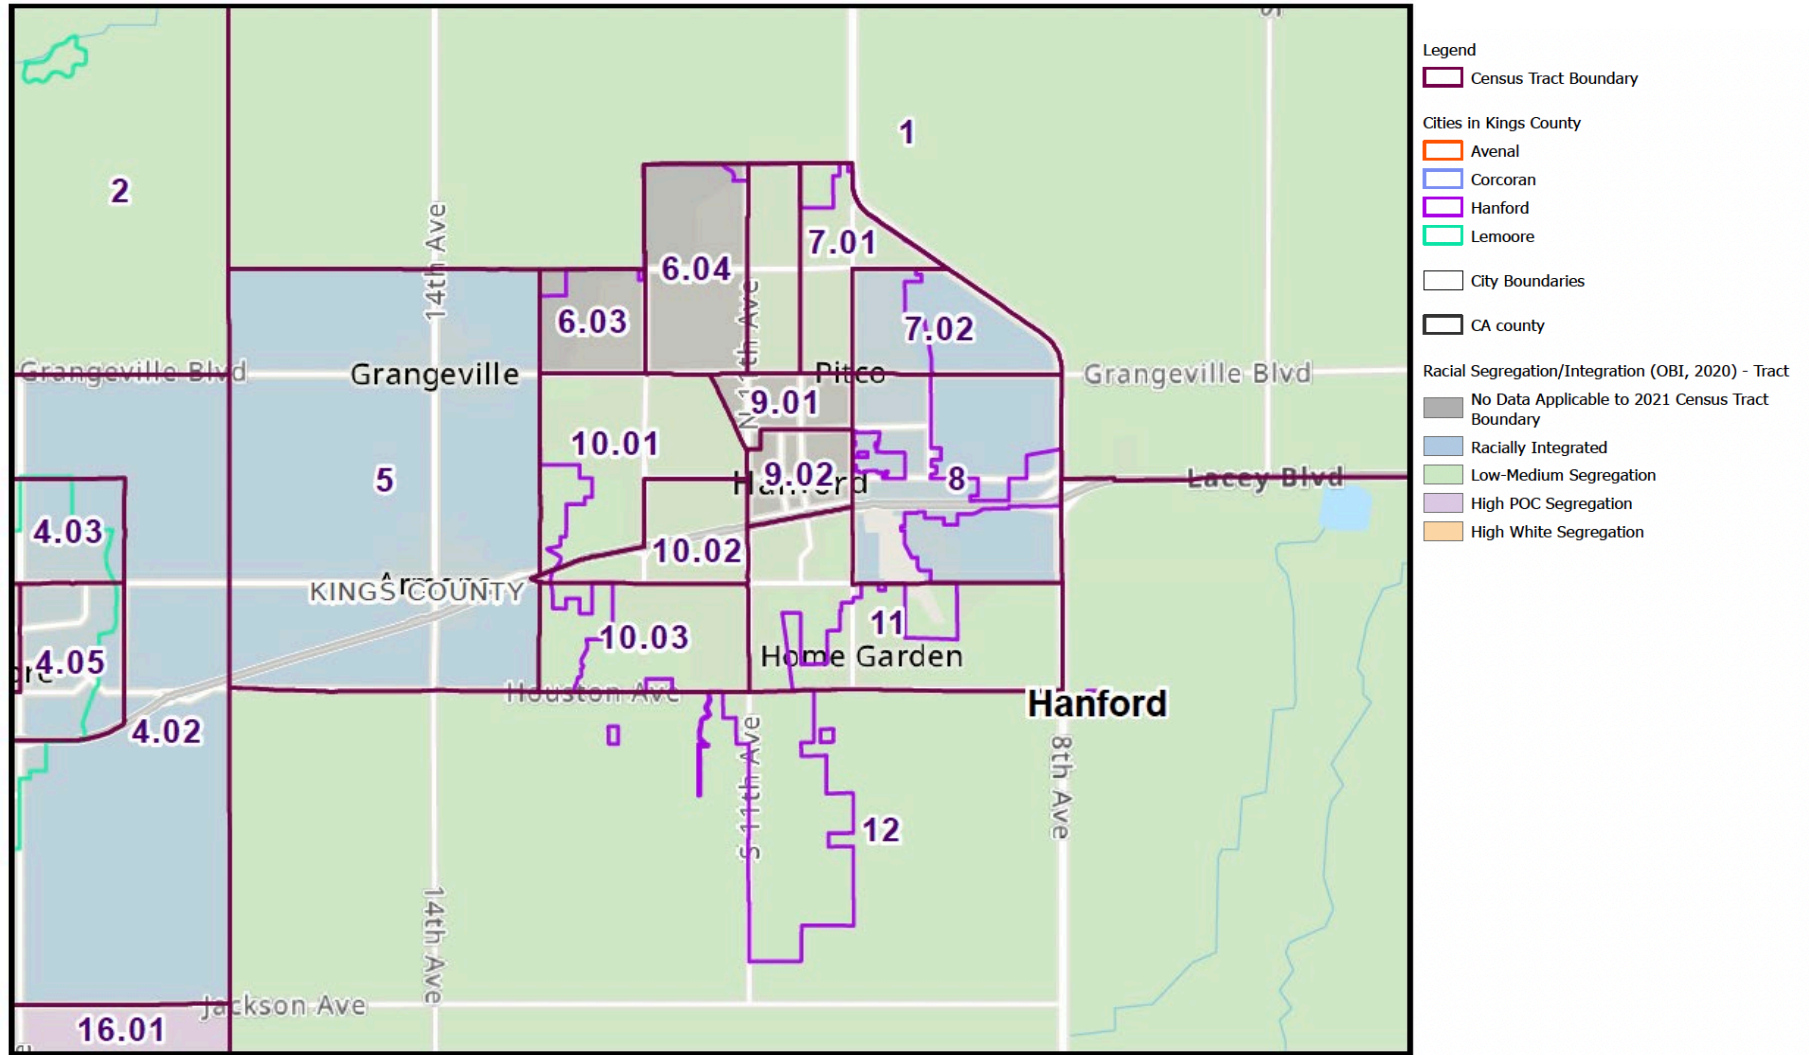 1
2
14th Ave
6.04
7.01
6.03
N 11th Ave
7.02
Grangeville Blvd
Grangeville
Pitco
Grangeville Blvd
9.01
10.01
5
9.02
Hanford
8
Lacey Blvd
4.03
10.02
Armona
KINGS COUNTY
4.05
10.03
11
Home Garden
Houston Ave
Hanford
4.02
S 11th Ave
8th Ave
12
14th Ave
Jackson Ave
16.01
Legend
Census Tract Boundary
Cities in Kings County
Avenal
Corcoran
Hanford
Lemoore
City Boundaries
CA county
Racial Segregation/Integration (OBI, 2020) - Tract
No Data Applicable to 2021 Census Tract
Boundary
Racially Integrated
Low-Medium Segregation
High POC Segregation
High White Segregation